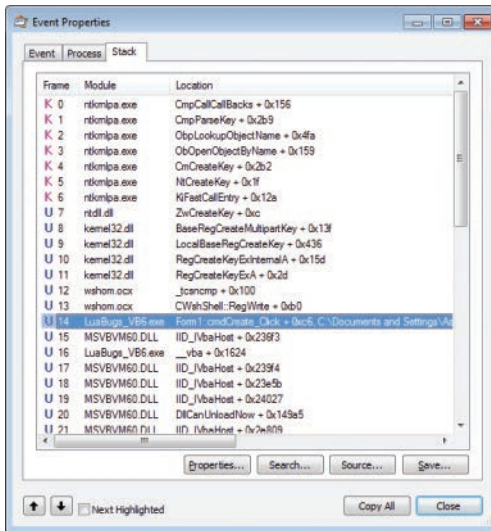 Event Properties
Event Process Stack
Frame Module Location
K 0 ntkrnlpa.exe CmpCallCallBacks + 0x156
K 1 ntkrnlpa.exe CmpParseKey + 0x2b9
K 2 ntkrnlpa.exe ObpLookupObjectName + 0x4fa
K 3 ntkrnlpa.exe ObOpenObjectByName + 0x159
K 4 ntkrnlpa.exe CmCreateKey + 0x2b2
K 5 ntkrnlpa.exe NtCreateKey + 0x1f
K 6 ntkrnlpa.exe KiFastCallEntry + 0x12a
U 7 ntdll.dll ZwCreateKey + 0xc
U 8 kernel32.dll BaseRegCreateMultipartKey + 0x13f
U 9 kernel32.dll LocalBaseRegCreateKey + 0x436
U 10 kernel32.dll RegCreateKeyExInternalA + 0x15d
U 11 kernel32.dll RegCreateKeyExA + 0x2d
U 12 wshom.ocx _tcsncmp + 0x100
U 13 wshom.ocx CWshShell::RegWrite + 0xb0
U 14 LuaBugs_VB6.exe Form1::cmdCreate_Click + 0xc6, C:\Documents and Settings\
U 15 MSVBVM60.DLL IID_IVbaHost + 0x236f3
U 16 LuaBugs_VB6.exe __vba + 0x1624
U 17 MSVBVM60.DLL IID_IVbaHost + 0x239f4
U 18 MSVBVM60.DLL IID_IVbaHost + 0x23e5b
U 19 MSVBVM60.DLL IID_IVbaHost + 0x24027
U 20 MSVBVM60.DLL DllCanUnloadNow + 0x149a5
U 21 MSVBVM60.DLL IID_IVbaHost + 0x2e809
Properties... Search... Source... Save...
Next Highlighted Copy All Close